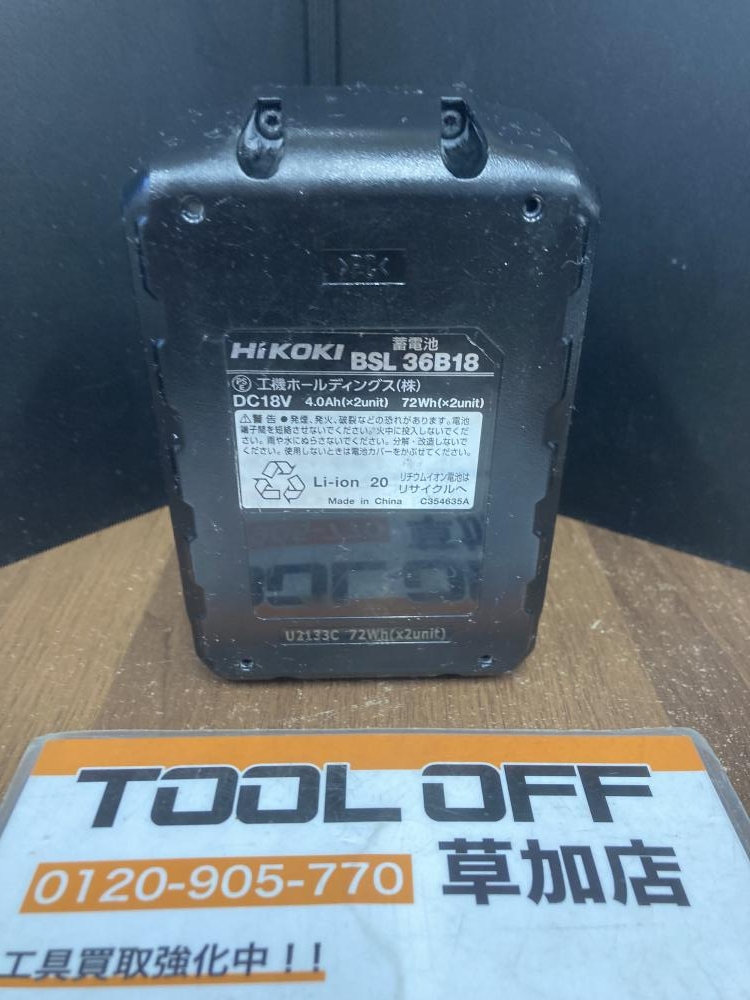 >PC<
HiKOKI 蓄電池
BSL 36B18
PSE 工機ホールディングス(株)
DC18V 4.0Ah(×2unit) 72Wh(×2unit)
⚠警告 ●発煙、発火、破裂などの恐れがあります。電池
端子間を短絡させないでください。火中に投入しないでくだ
さい。雨や水にぬらさないでください。分解・改造しないで
ください。使用しないときは電池カバーをかぶせてください。
Li-ion 20 リチウムイオン電池は
リサイクルへ
Made in China C354635A
U2133C 72Wh(x2unit)
TOOL OFF
0120-905-770 草加店
工具買取強化中!!